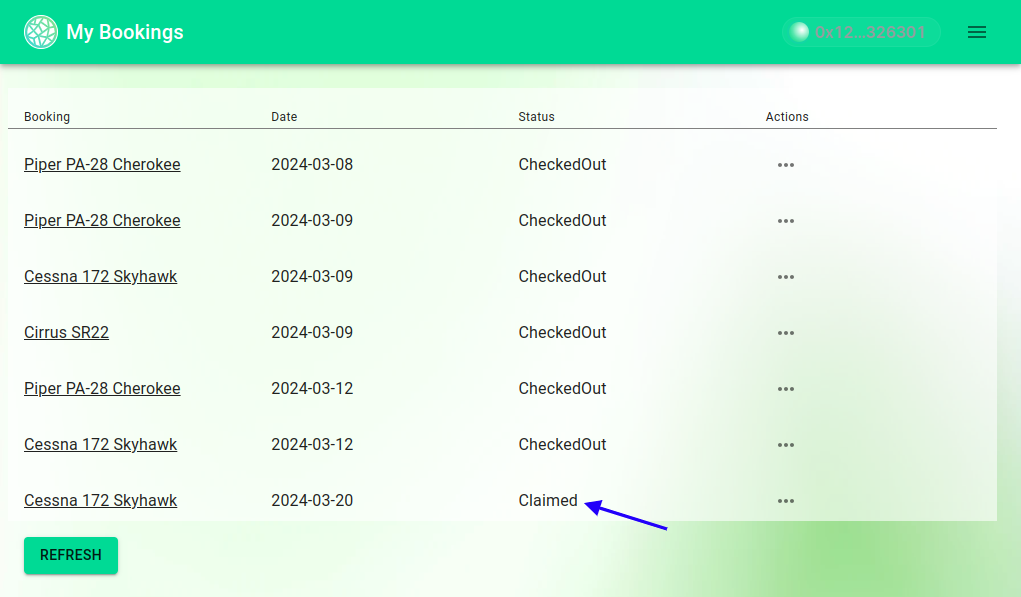 My Bookings
0x12...326301
Booking Date Status Actions
Piper PA-28 Cherokee 2024-03-08 CheckedOut
Piper PA-28 Cherokee 2024-03-09 CheckedOut
Cessna 172 Skyhawk 2024-03-09 CheckedOut
Cirrus SR22 2024-03-09 CheckedOut
Piper PA-28 Cherokee 2024-03-12 CheckedOut
Cessna 172 Skyhawk 2024-03-12 CheckedOut
Cessna 172 Skyhawk 2024-03-20 Claimed
REFRESH